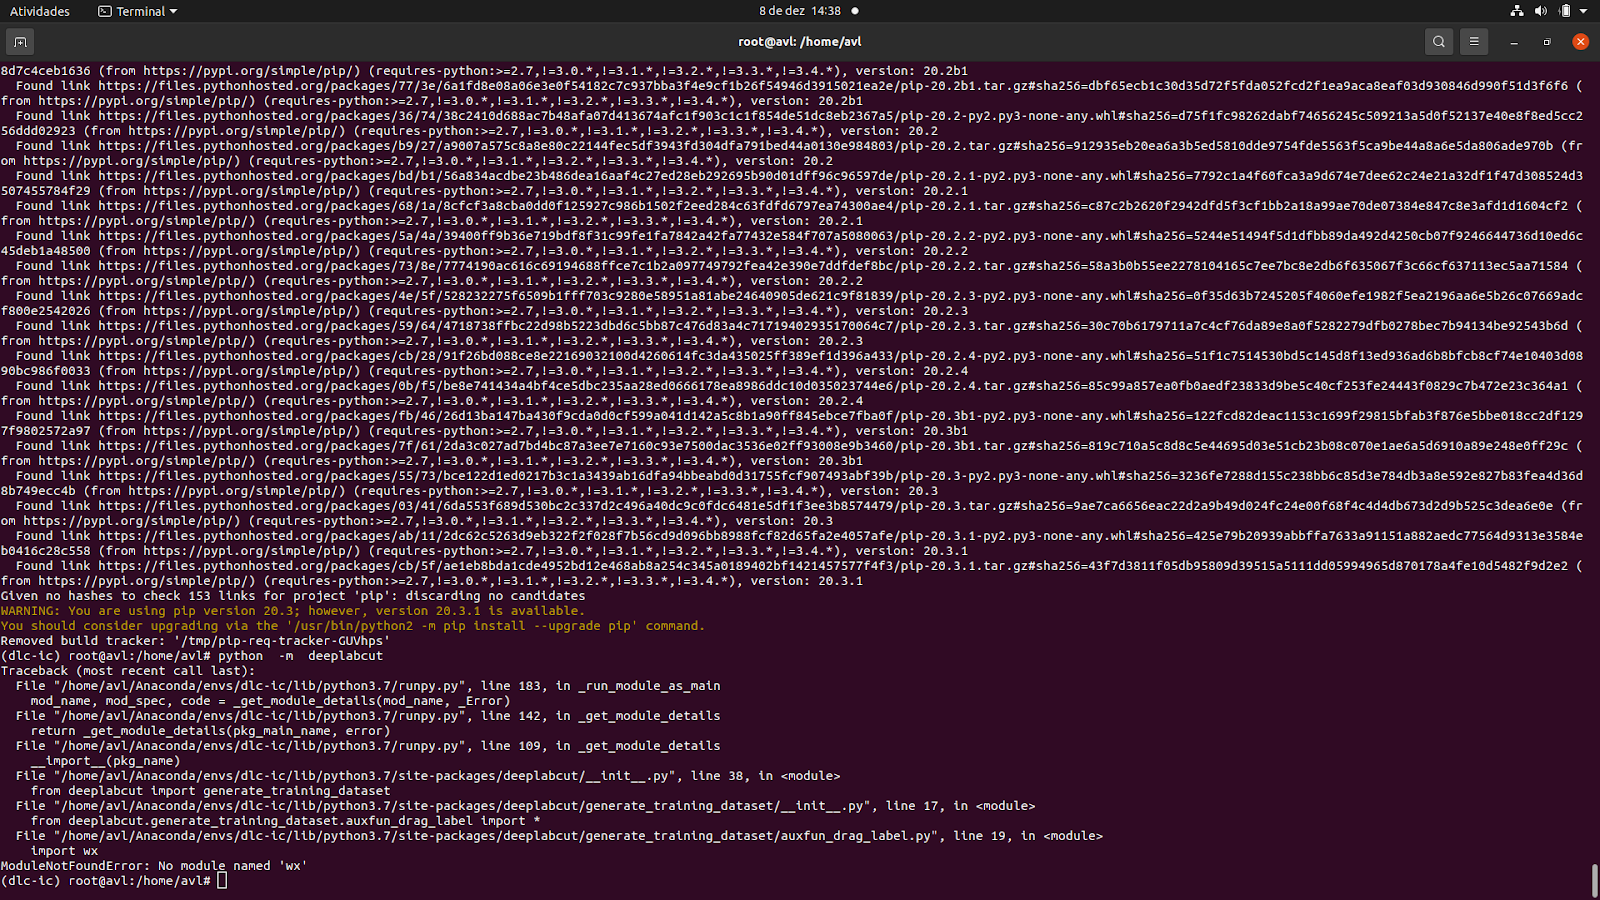 Atividades
Terminal
8 de dez 14:38
root@avl: /home/avl
8d7c4ceb1636 (from https://pypi.org/simple/pip/) (requires-python:>=2.7,!=3.0.*,!=3.1.*,!=3.2.*,!=3.3.*,!=3.4.*), version: 20.2b1
Found link https://files.pythonhosted.org/packages/77/3e/6a1fd8e08a06e3e0f54182c7c937bba3f4e9cf1b26f54946d3915021ea2e/pip-20.2b1.tar.gz#sha256=dbf65ecb1c30d35d72f5fda052fcd2f1ea9aca8eaf03d930846d990f51d3f6f6 (
from https://pypi.org/simple/pip/) (requires-python:>=2.7,!=3.0.*,!=3.1.*,!=3.2.*,!=3.3.*,!=3.4.*), version: 20.2b1
Found link https://files.pythonhosted.org/packages/36/74/38c2410d688ac7b48afa07d413674afc1f903c1c1f854de51dc8eb2367a5/pip-20.2-py2.py3-none-any.whl#sha256=d75f1fc98262dabf74656245c509213a5d0f52137e40e8f8ed5cc2
56ddd02923 (from https://pypi.org/simple/pip/) (requires-python:>=2.7,!=3.0.*,!=3.1.*,!=3.2.*,!=3.3.*,!=3.4.*), version: 20.2
Found link https://files.pythonhosted.org/packages/b9/27/a9007a575c8a8e80c22144fec5df3943fd304dfa791bed44a0130e984803/pip-20.2.tar.gz#sha256=912935eb20ea6a3b5ed5810dde9754fde5563f5ca9be44a8a6e5da806ade970b (fr
om https://pypi.org/simple/pip/) (requires-python:>=2.7,!=3.0.*,!=3.1.*,!=3.2.*,!=3.3.*,!=3.4.*), version: 20.2
Found link https://files.pythonhosted.org/packages/bd/b1/56a834acdbe23b486dea16aaf4c27ed28eb292695b90d01dff96c96597de/pip-20.2.1-py2.py3-none-any.whl#sha256=7792c1a4f60fca3a9d674e7dee62c24e21a32df1f47d308524d3
507455784f29 (from https://pypi.org/simple/pip/) (requires-python:>=2.7,!=3.0.*,!=3.1.*,!=3.2.*,!=3.3.*,!=3.4.*), version: 20.2.1
Found link https://files.pythonhosted.org/packages/68/1a/8cfcf3a8cba0dd0f125927c986b1502f2eed284c63fdfd6797ea74300ae4/pip-20.2.1.tar.gz#sha256=c87c2b2620f2942dfd5f3cf1bb2a18a99ae70de07384e847c8e3afd1d1604cf2 (
from https://pypi.org/simple/pip/) (requires-python:>=2.7,!=3.0.*,!=3.1.*,!=3.2.*,!=3.3.*,!=3.4.*), version: 20.2.1
Found link https://files.pythonhosted.org/packages/5a/4a/39400ff9b36e719bdf8f31c99fe1fa7842a42fa77432e584f707a5080063/pip-20.2.2-py2.py3-none-any.whl#sha256=5244e51494f5d1dfbb89da492d4250cb07f9246644736d10ed6c
45deb1a48500 (from https://pypi.org/simple/pip/) (requires-python:>=2.7,!=3.0.*,!=3.1.*,!=3.2.*,!=3.3.*,!=3.4.*), version: 20.2.2
Found link https://files.pythonhosted.org/packages/73/8e/7774190ac616c69194688ffce7c1b2a097749792fea42e390e7ddfdef8bc/pip-20.2.2.tar.gz#sha256=58a3b0b55ee2278104165c7ee7bc8e2db6f635067f3c66cf637113ec5aa71584 (
from https://pypi.org/simple/pip/) (requires-python:>=2.7,!=3.0.*,!=3.1.*,!=3.2.*,!=3.3.*,!=3.4.*), version: 20.2.2
Found link https://files.pythonhosted.org/packages/4e/5f/528232275f6509b1fff703c9280e58951a81abe24640905de621c9f81839/pip-20.2.3-py2.py3-none-any.whl#sha256=0f35d63b7245205f4060efe1982f5ea2196aa6e5b26c07669adc
f800e2542026 (from https://pypi.org/simple/pip/) (requires-python:>=2.7,!=3.0.*,!=3.1.*,!=3.2.*,!=3.3.*,!=3.4.*), version: 20.2.3
Found link https://files.pythonhosted.org/packages/59/64/4718738ffbc22d98b5223dbd6c5bb87c476d83a4c71719402935170064c7/pip-20.2.3.tar.gz#sha256=30c70b6179711a7c4cf76da89e8a0f5282279dfb0278bec7b94134be92543b6d (
from https://pypi.org/simple/pip/) (requires-python:>=2.7,!=3.0.*,!=3.1.*,!=3.2.*,!=3.3.*,!=3.4.*), version: 20.2.3
Found link https://files.pythonhosted.org/packages/cb/28/91f26bd088ce8e22169032100d4260614fc3da435025ff389ef1d396a433/pip-20.2.4-py2.py3-none-any.whl#sha256=51f1c7514530bd5c145d8f13ed936ad6b8bfcb8cf74e10403d08
90bc986f0033 (from https://pypi.org/simple/pip/) (requires-python:>=2.7,!=3.0.*,!=3.1.*,!=3.2.*,!=3.3.*,!=3.4.*), version: 20.2.4
Found link https://files.pythonhosted.org/packages/0b/f5/be8e741434a4bf4ce5dbc235aa28ed0666178ea8986ddc10d035023744e6/pip-20.2.4.tar.gz#sha256=85c99a857ea0fb0aedf23833d9be5c40cf253fe24443f0829c7b472e23c364a1 (
from https://pypi.org/simple/pip/) (requires-python:>=2.7,!=3.0.*,!=3.1.*,!=3.2.*,!=3.3.*,!=3.4.*), version: 20.2.4
Found link https://files.pythonhosted.org/packages/fb/46/26d13ba147ba430f9cda0d0cf599a041d142a5c8b1a90ff845ebce7fba0f/pip-20.3b1-py2.py3-none-any.whl#sha256=122fcd82deac1153c1699f29815bfab3f876e5bbe018cc2df129
7f9802572a97 (from https://pypi.org/simple/pip/) (requires-python:>=2.7,!=3.0.*,!=3.1.*,!=3.2.*,!=3.3.*,!=3.4.*), version: 20.3b1
Found link https://files.pythonhosted.org/packages/7f/61/2da3c027ad7bd4bc87a3ee7e7160c93e7500dac3536e02ff93008e9b3460/pip-20.3b1.tar.gz#sha256=819c710a5c8d8c5e44695d03e51cb23b08c070e1ae6a5d6910a89e248e0ff29c (
from https://pypi.org/simple/pip/) (requires-python:>=2.7,!=3.0.*,!=3.1.*,!=3.2.*,!=3.3.*,!=3.4.*), version: 20.3b1
Found link https://files.pythonhosted.org/packages/55/73/bce122d1ed0217b3c1a3439ab16dfa94bbeabd0d31755fcf907493abf39b/pip-20.3-py2.py3-none-any.whl#sha256=3236fe7288d155c238bb6c85d3e784db3a8e592e827b83fea4d36d
8b749ecc4b (from https://pypi.org/simple/pip/) (requires-python:>=2.7,!=3.0.*,!=3.1.*,!=3.2.*,!=3.3.*,!=3.4.*), version: 20.3
Found link https://files.pythonhosted.org/packages/03/41/6da553f689d530bc2c337d2c496a40dc9c0fdc6481e5df1f3ee3b8574479/pip-20.3.tar.gz#sha256=9ae7ca6656eac22d2a9b49d024fc24e00f68f4c4d4db673d2d9b525c3dea6e0e (fr
om https://pypi.org/simple/pip/) (requires-python:>=2.7,!=3.0.*,!=3.1.*,!=3.2.*,!=3.3.*,!=3.4.*), version: 20.3
Found link https://files.pythonhosted.org/packages/ab/11/2dc62c5263d9eb322f2f028f7b56cd9d096bb8988fcf82d65fa2e4057afe/pip-20.3.1-py2.py3-none-any.whl#sha256=425e79b20939abbffa7633a91151a882aedc77564d9313e3584e
b0416c28c558 (from https://pypi.org/simple/pip/) (requires-python:>=2.7,!=3.0.*,!=3.1.*,!=3.2.*,!=3.3.*,!=3.4.*), version: 20.3.1
Found link https://files.pythonhosted.org/packages/cb/5f/ae1eb8bda1cde4952bd12e468ab8a254c345a0189402bf1421457577f4f3/pip-20.3.1.tar.gz#sha256=43f7d3811f05db95809d39515a5111dd05994965d870178a4fe10d5482f9d2e2 (
from https://pypi.org/simple/pip/) (requires-python:>=2.7,!=3.0.*,!=3.1.*,!=3.2.*,!=3.3.*,!=3.4.*), version: 20.3.1
Given no hashes to check 153 links for project 'pip': discarding no candidates
WARNING: You are using pip version 20.3; however, version 20.3.1 is available.
You should consider upgrading via the '/usr/bin/python2 -m pip install --upgrade pip' command.
Removed build tracker: '/tmp/pip-req-tracker-GUVhps'
(dlc-ic) root@avl:/home/avl# python  -m  deeplabcut
Traceback (most recent call last):
File "/home/avl/Anaconda/envs/dlc-ic/lib/python3.7/runpy.py", line 183, in _run_module_as_main
mod_name, mod_spec, code = _get_module_details(mod_name, _Error)
File "/home/avl/Anaconda/envs/dlc-ic/lib/python3.7/runpy.py", line 142, in _get_module_details
return _get_module_details(pkg_main_name, error)
File "/home/avl/Anaconda/envs/dlc-ic/lib/python3.7/runpy.py", line 109, in _get_module_details
__import__(pkg_name)
File "/home/avl/Anaconda/envs/dlc-ic/lib/python3.7/site-packages/deeplabcut/__init__.py", line 38, in <module>
from deeplabcut import generate_training_dataset
File "/home/avl/Anaconda/envs/dlc-ic/lib/python3.7/site-packages/deeplabcut/generate_training_dataset/__init__.py", line 17, in <module>
from deeplabcut.generate_training_dataset.auxfun_drag_label import *
File "/home/avl/Anaconda/envs/dlc-ic/lib/python3.7/site-packages/deeplabcut/generate_training_dataset/auxfun_drag_label.py", line 19, in <module>
import wx
ModuleNotFoundError: No module named 'wx'
(dlc-ic) root@avl:/home/avl#